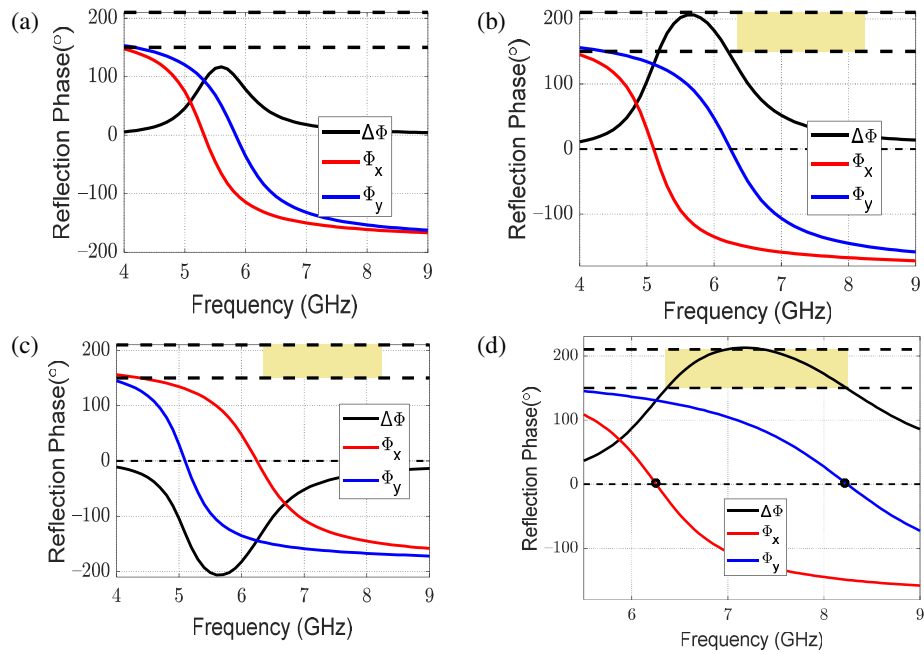 (a)
200
100
0
−100
−200
Reflection Phase(°)
ΔΦ
Φx
Φy
4 5 6 7 8 9
Frequency (GHz)
(b)
200
100
0
−100
Reflection Phase(°)
ΔΦ
Φx
Φy
4 5 6 7 8 9
Frequency (GHz)
(c)
200
100
0
−100
−200
Reflection Phase(°)
ΔΦ
Φx
Φy
4 5 6 7 8 9
Frequency (GHz)
(d)
200
100
0
−100
Reflection Phase(°)
ΔΦ
Φx
Φy
6 7 8 9
Frequency (GHz)